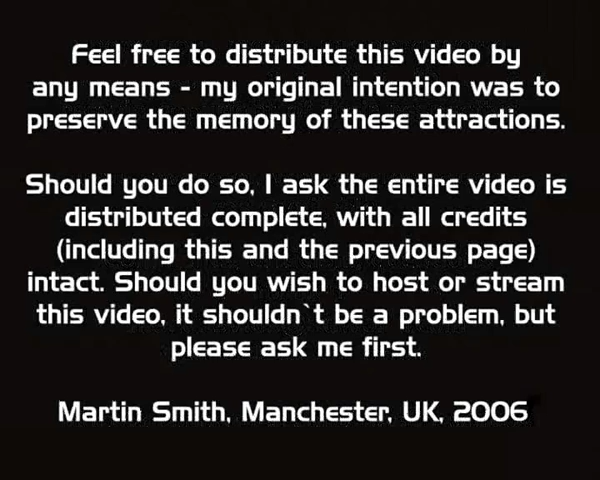 Feel free to distribute this video by
any means - my original intention was to
preserve the memory of these attractions.
Should you do so, I ask the entire video is
distributed complete, with all credits
(including this and the previous page)
intact. Should you wish to host or stream
this video, it shouldn`t be a problem, but
please ask me first.
Martin Smith, Manchester, UK, 2006